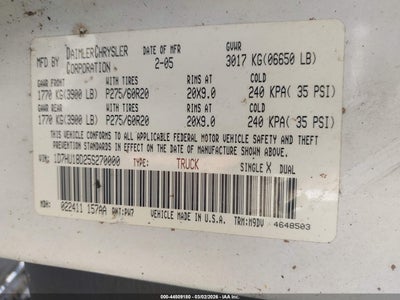 MFD BY DAIMLERCHRYSLER CORPORATION DATE OF MFR 2-05 GVWR 3017 KG(06650 LB)
GAWR FRONT WITH TIRES RIMS AT COLD
1770 KG(3900 LB) P275/60R20 20X9.0 240 KPA( 35 PSI)
GAWR REAR WITH TIRES RIMS AT COLD
1770 KG(3900 LB) P275/60R20 20X9.0 240 KPA( 35 PSI)
THIS VEHICLE CONFORMS TO ALL APPLICABLE FEDERAL MOTOR VEHICLE SAFETY AND
THEFT PREVENTION STANDARDS IN EFFECT ON THE DATE OF MFR SHOWN ABOVE.
VIN: 1D7HU18D25S270000 TYPE: TRUCK SINGLE X DUAL
MDH: 022411 157AA PNT: PW7 VEHICLE MADE IN U.S.A. TRM: M9DV 4648503
000-44509160 - 03/02/2026 - IAA